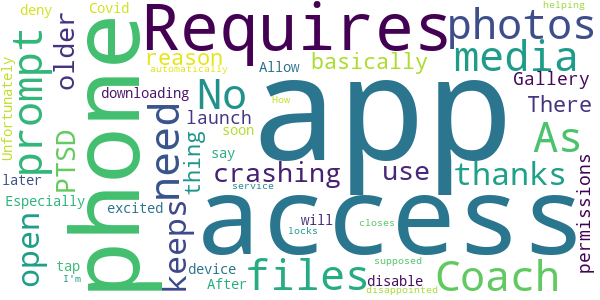 deny
Covid
Requires
helping
photos
older
reason
media
Unfortunately
prompt
phone
automatically
basically
Allow
Gallery
app
downloading
No
How
There
launch
soon
As
PTSD
need
thing
say
crashing
use
thanks
permissions
later
keeps
service
access
Especially
excited
open
will
closes
locks
tap
device
files
supposed
Coach
I'm
After
disable
disappointed